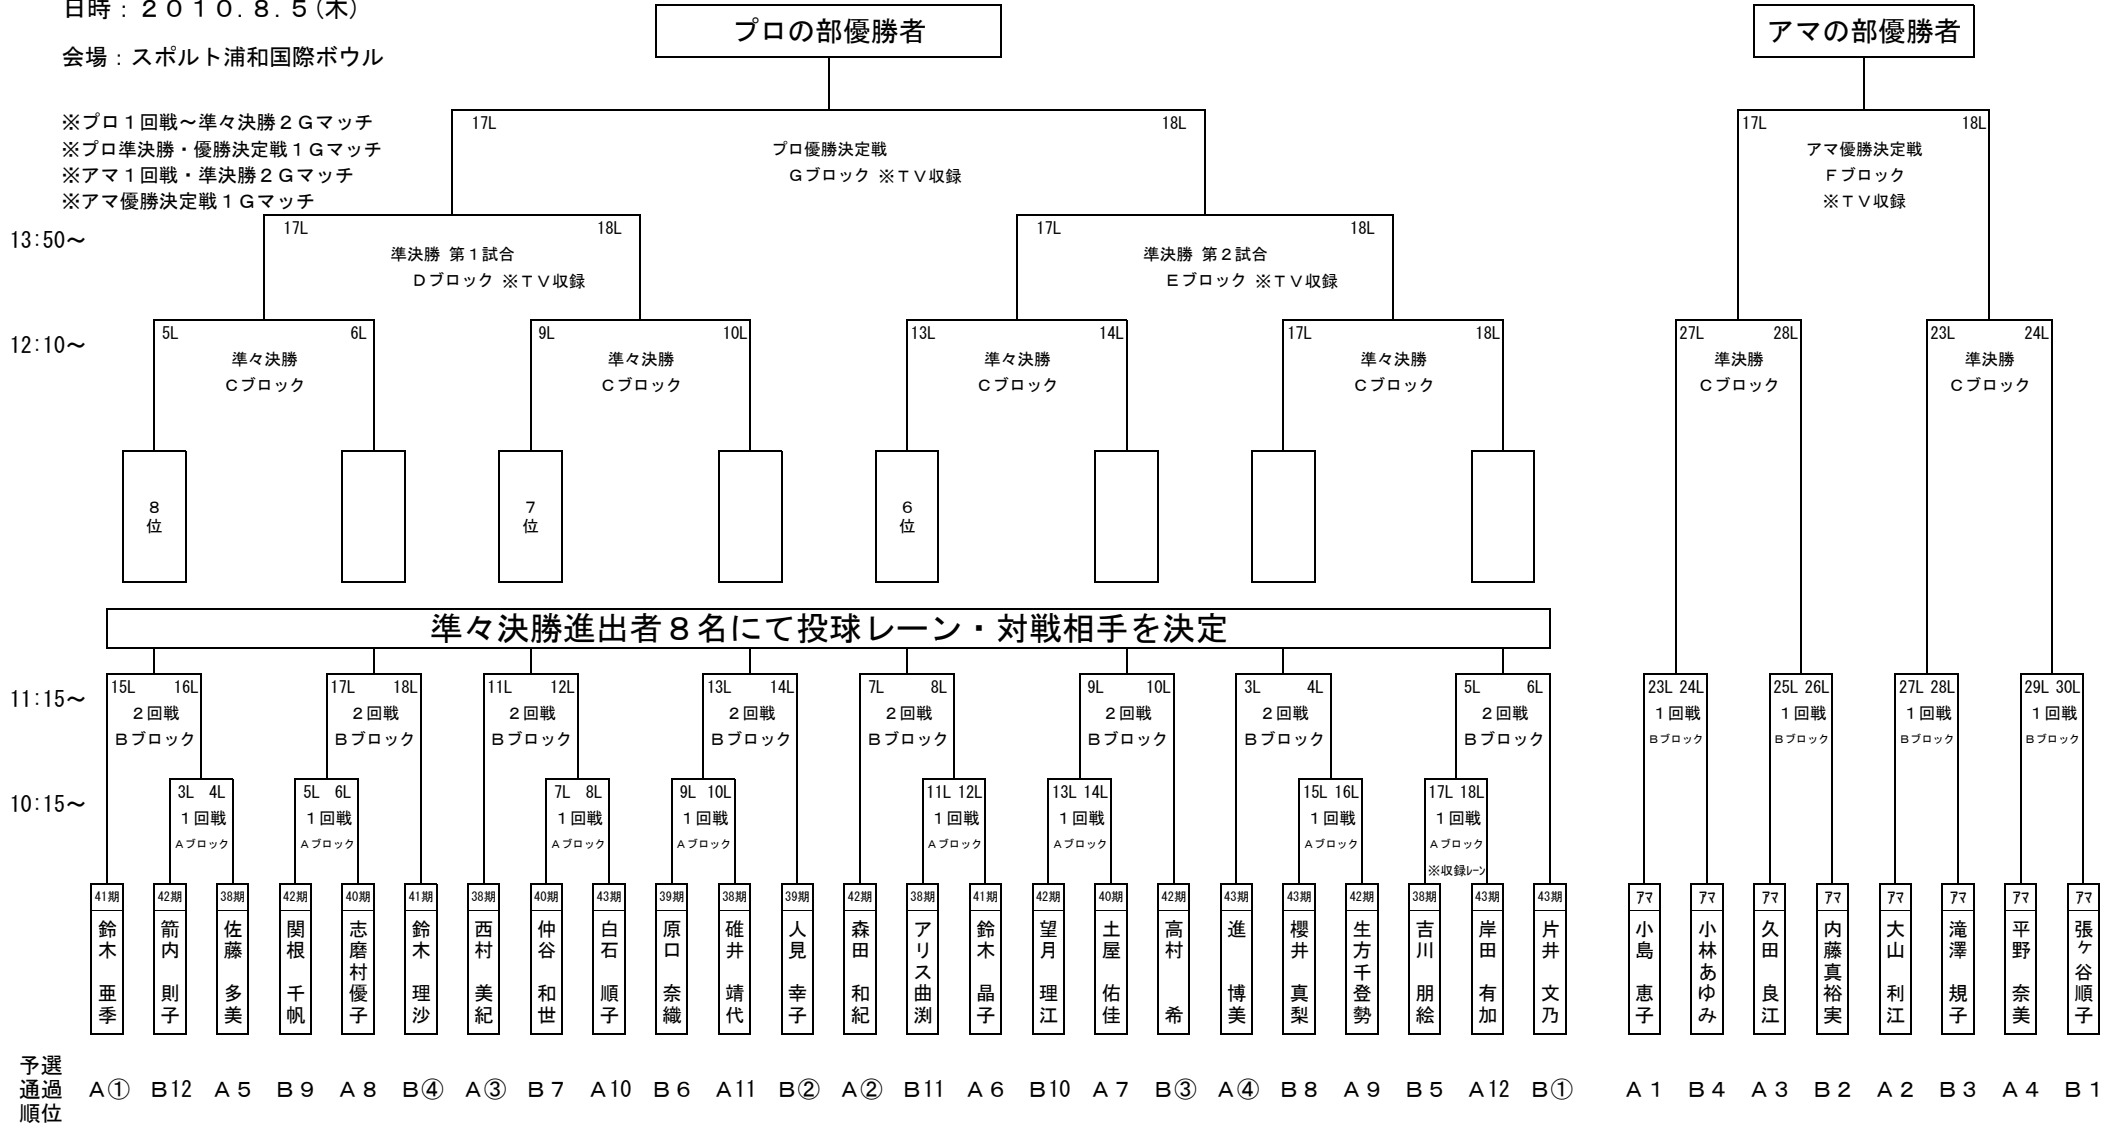 日時：２０１０．８．５(木)
会場：スポルト浦和国際ボウル
※プロ１回戦～準々決勝２Ｇマッチ
※プロ準決勝・優勝決定戦１Ｇマッチ
※アマ１回戦・準決勝２Ｇマッチ
※アマ優勝決定戦１Ｇマッチ
プロの部優勝者
アマの部優勝者
17L 18L
プロ優勝決定戦
Ｇブロック ※ＴＶ収録
17L 18L
アマ優勝決定戦
Ｆブロック
※ＴＶ収録
13:50～
17L 18L
準決勝 第１試合
Ｄブロック ※ＴＶ収録
17L 18L
準決勝 第２試合
Ｅブロック ※ＴＶ収録
12:10～
5L 6L
準々決勝
Ｃブロック
9L 10L
準々決勝
Ｃブロック
13L 14L
準々決勝
Ｃブロック
17L 18L
準々決勝
Ｃブロック
27L 28L
準決勝
Ｃブロック
23L 24L
準決勝
Ｃブロック
８位
７位
６位
準々決勝進出者８名にて投球レーン・対戦相手を決定
11:15～
15L 16L
２回戦
Ｂブロック
17L 18L
２回戦
Ｂブロック
11L 12L
２回戦
Ｂブロック
13L 14L
２回戦
Ｂブロック
7L 8L
２回戦
Ｂブロック
9L 10L
２回戦
Ｂブロック
3L 4L
２回戦
Ｂブロック
5L 6L
２回戦
Ｂブロック
23L 24L
１回戦
Ｂブロック
25L 26L
１回戦
Ｂブロック
27L 28L
１回戦
Ｂブロック
29L 30L
１回戦
Ｂブロック
10:15～
3L 4L
１回戦
Ａブロック
5L 6L
１回戦
Ａブロック
7L 8L
１回戦
Ａブロック
9L 10L
１回戦
Ａブロック
11L 12L
１回戦
Ａブロック
13L 14L
１回戦
Ａブロック
15L 16L
１回戦
Ａブロック
17L 18L
１回戦
Ａブロック
※収録レーン
41期 鈴木 亜季
42期 箭内 則子
38期 佐藤 多美
42期 関根 千帆
40期 志磨村優子
41期 鈴木 理沙
38期 西村 美紀
40期 仲谷 和世
43期 白石 順子
39期 原口 奈織
38期 碓井 靖代
39期 人見 幸子
42期 森田 和紀
38期 アリス曲渕
41期 鈴木 晶子
42期 望月 理江
40期 土屋 佑佳
42期 高村 希
43期 進 博美
43期 櫻井 真梨
42期 生方千登勢
38期 吉川 朋絵
43期 岸田 有加
43期 片井 文乃
アマ 小島 恵子
アマ 小林あゆみ
アマ 久田 良江
アマ 内藤真裕実
アマ 大山 利江
アマ 滝澤 規子
アマ 平野 奈美
アマ 張ヶ谷順子
予選
通過
順位
Ａ① Ｂ12 Ａ５ Ｂ９ Ａ８ Ｂ④ Ａ③ Ｂ７ Ａ10 Ｂ６ Ａ11 Ｂ② Ａ② Ｂ11 Ａ６ Ｂ10 Ａ７ Ｂ③ Ａ④ Ｂ８ Ａ９ Ｂ５ Ａ12 Ｂ① Ａ１ Ｂ４ Ａ３ Ｂ２ Ａ２ Ｂ３ Ａ４ Ｂ１